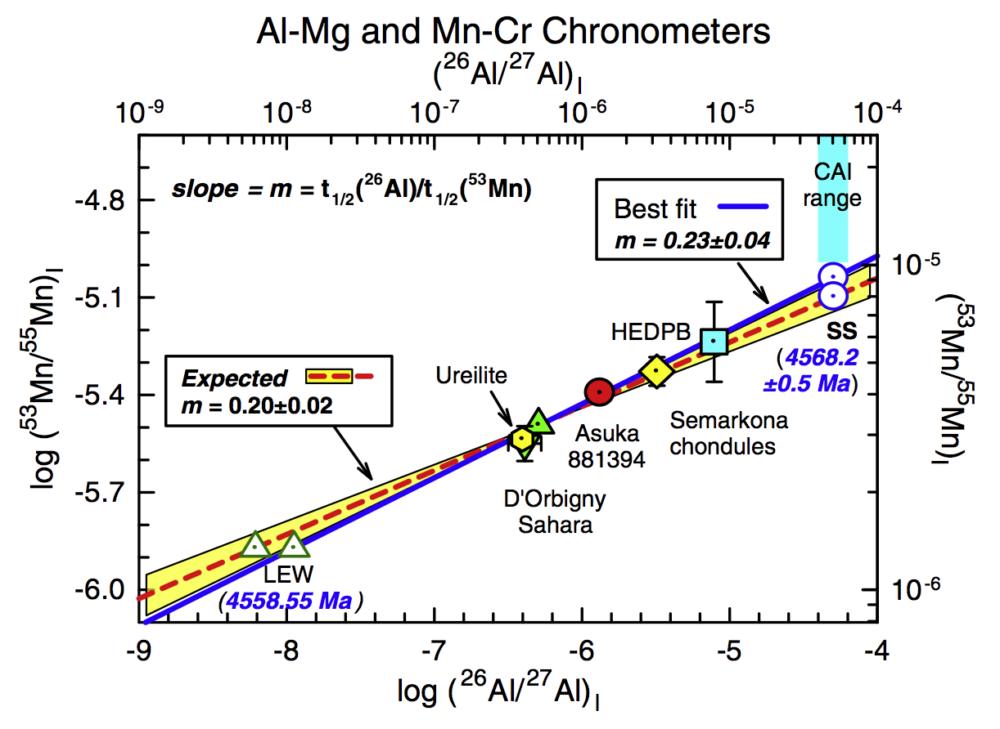 Al-Mg and Mn-Cr Chronometers
(²⁶Al/²⁷Al)I
10⁻⁹ 10⁻⁸ 10⁻⁷ 10⁻⁶ 10⁻⁵ 10⁻⁴
slope = m = t1/2(²⁶Al)/t1/2(⁵³Mn)
CAI
range
Best fit
m = 0.23±0.04
-4.8
-5.1
-5.4
-5.7
-6.0
log (⁵³Mn/⁵⁵Mn)I
10⁻⁵
10⁻⁶
(⁵³Mn/⁵⁵Mn)I
HEDPB
SS
(4568.2
±0.5 Ma)
Expected
m = 0.20±0.02
Ureilite
Asuka
881394
Semarkona
chondules
D'Orbigny
Sahara
LEW
(4558.55 Ma)
-9 -8 -7 -6 -5 -4
log (²⁶Al/²⁷Al)I